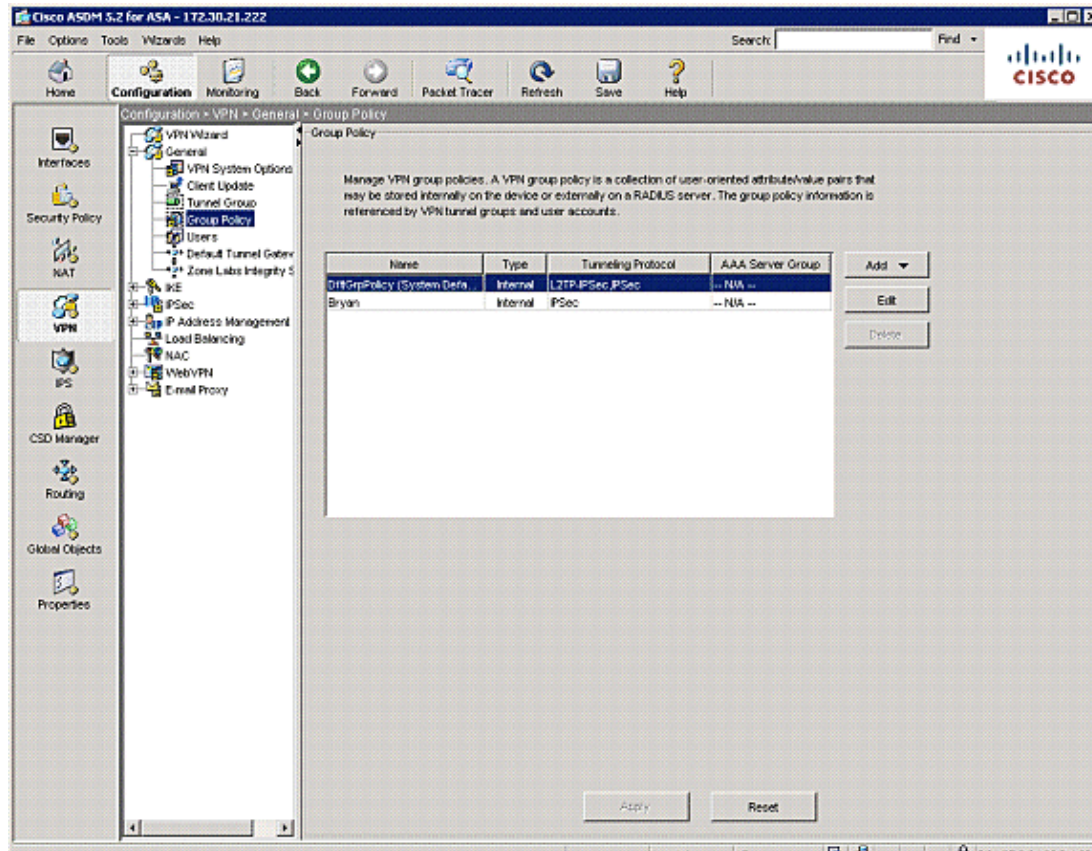 Cisco ASDM 5.2 for ASA - 172.30.21.222
File Options Tools Wizards Help Search: Find
Home Configuration Monitoring Back Forward Packet Tracer Refresh Save Help
CISCO
Configuration > VPN > General > Group Policy
Interfaces
Security Policy
NAT
VPN
IPS
CSD Manager
Routing
Global Objects
Properties
VPN Wizard
General
VPN System Options
Client Update
Tunnel Group
Group Policy
Users
Default Tunnel Gatew
Zone Labs Integrity S
IKE
IPSec
IP Address Management
Load Balancing
NAC
WebVPN
E-mail Proxy
Group Policy
Manage VPN group policies. A VPN group policy is a collection of user-oriented attribute/value pairs that
may be stored internally on the device or externally on a RADIUS server. The group policy information is
referenced by VPN tunnel groups and user accounts.
Name Type Tunneling Protocol AAA Server Group
DfltGrpPolicy (System Defa... Internal L2TP-IPSec,IPSec -- N/A --
Bryan Internal IPSec -- N/A --
Add
Edit
Delete
Apply Reset